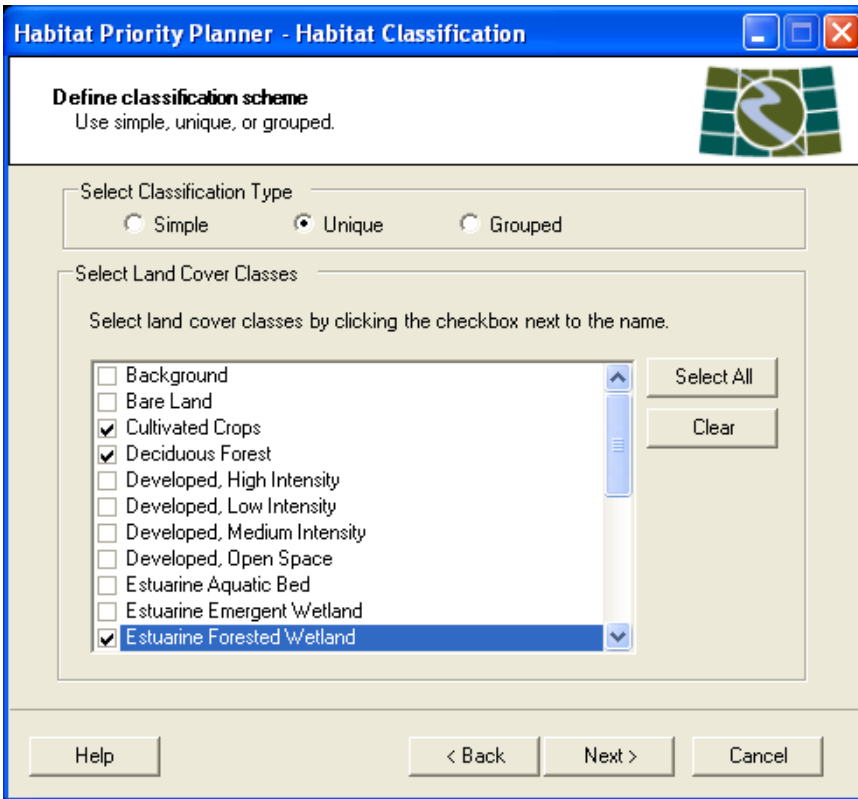 Habitat Priority Planner - Habitat Classification
Define classification scheme
Use simple, unique, or grouped.
Select Classification Type
Simple Unique Grouped
Select Land Cover Classes
Select land cover classes by clicking the checkbox next to the name.
Background
Select All
Bare Land
Cultivated Crops
Clear
Deciduous Forest
Developed, High Intensity
Developed, Low Intensity
Developed, Medium Intensity
Developed, Open Space
Estuarine Aquatic Bed
Estuarine Emergent Wetland
Estuarine Forested Wetland
Help < Back Next > Cancel